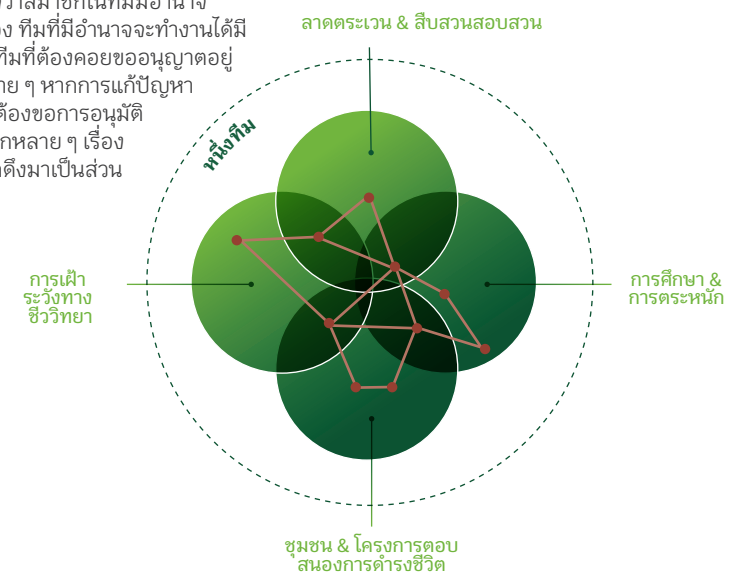 ง ทีมที่มีอำนาจจะทำงานได้มี
ทีมที่ต้องคอยขออนุญาตอยู่
ๆ หากการแก้ปัญหา
ต้องขอการอนุมัติ
หลาย ๆ เรื่อง
ดึงมาเป็นส่วน
ลาดตระเวน & สืบสวนสอบสวน
หนึ่งทีม
การเฝ้า
ระวังทาง
ชีววิทยา
การศึกษา &
การตระหนัก
ชุมชน & โครงการตอบ
สนองการดำรงชีวิต